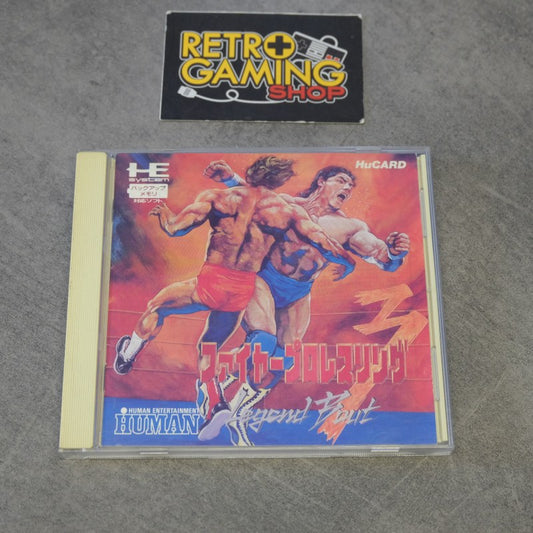 RETRO
GAMING
SHOP
HE
system
バックアップ
メモリ
対応ソフト
HuCARD
3
ファイヤープロレスリング
Legend Bout
HUMAN ENTERTAINMENT
HUMAN